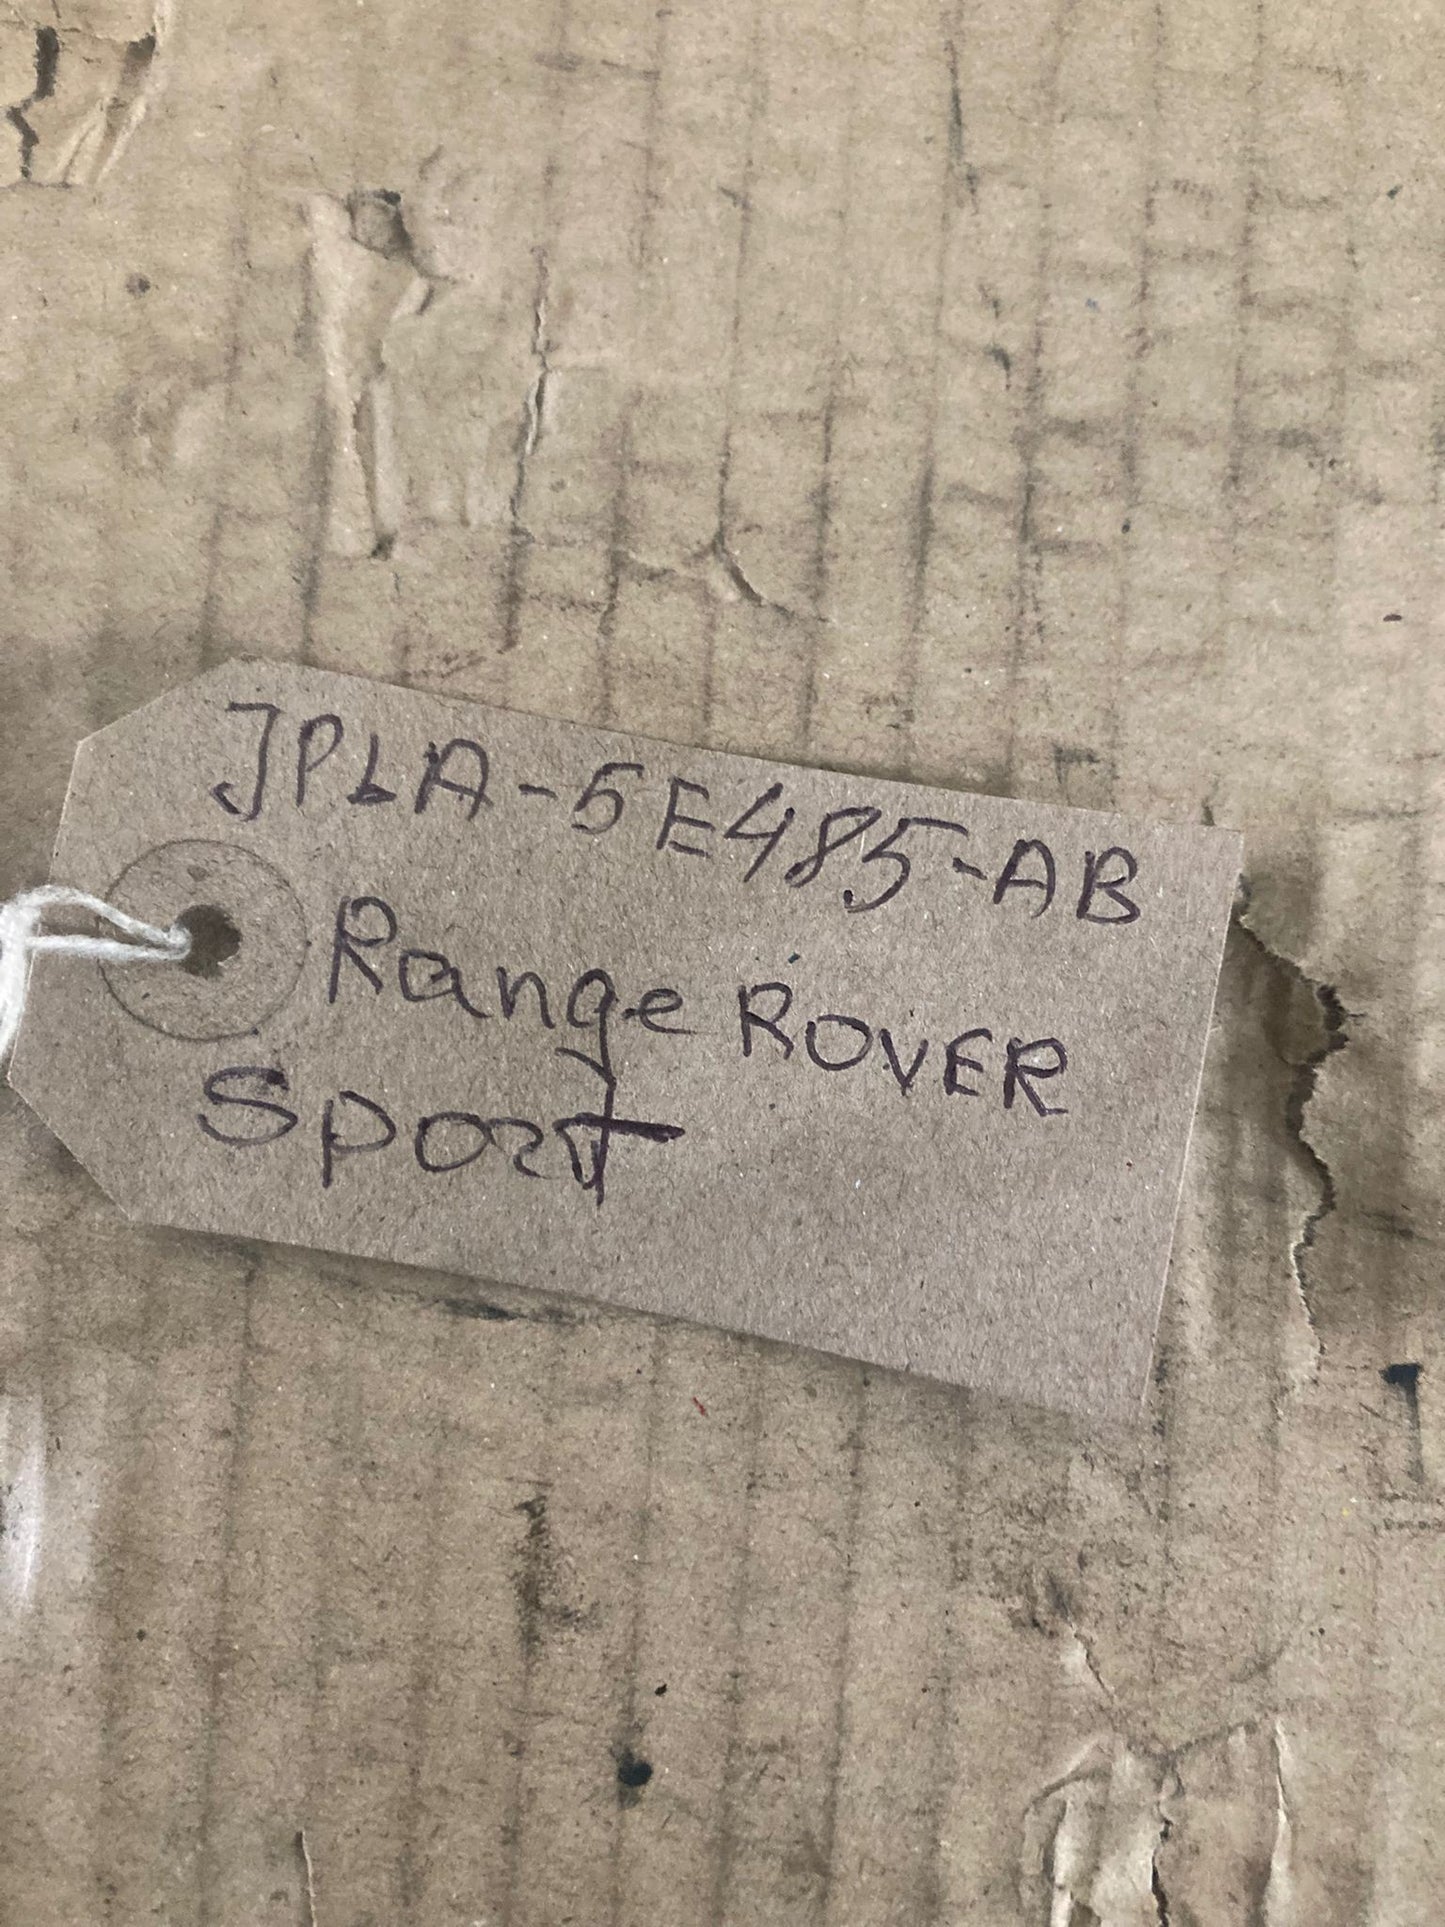 JPLA-5E485-AB
Range ROVER
Sport